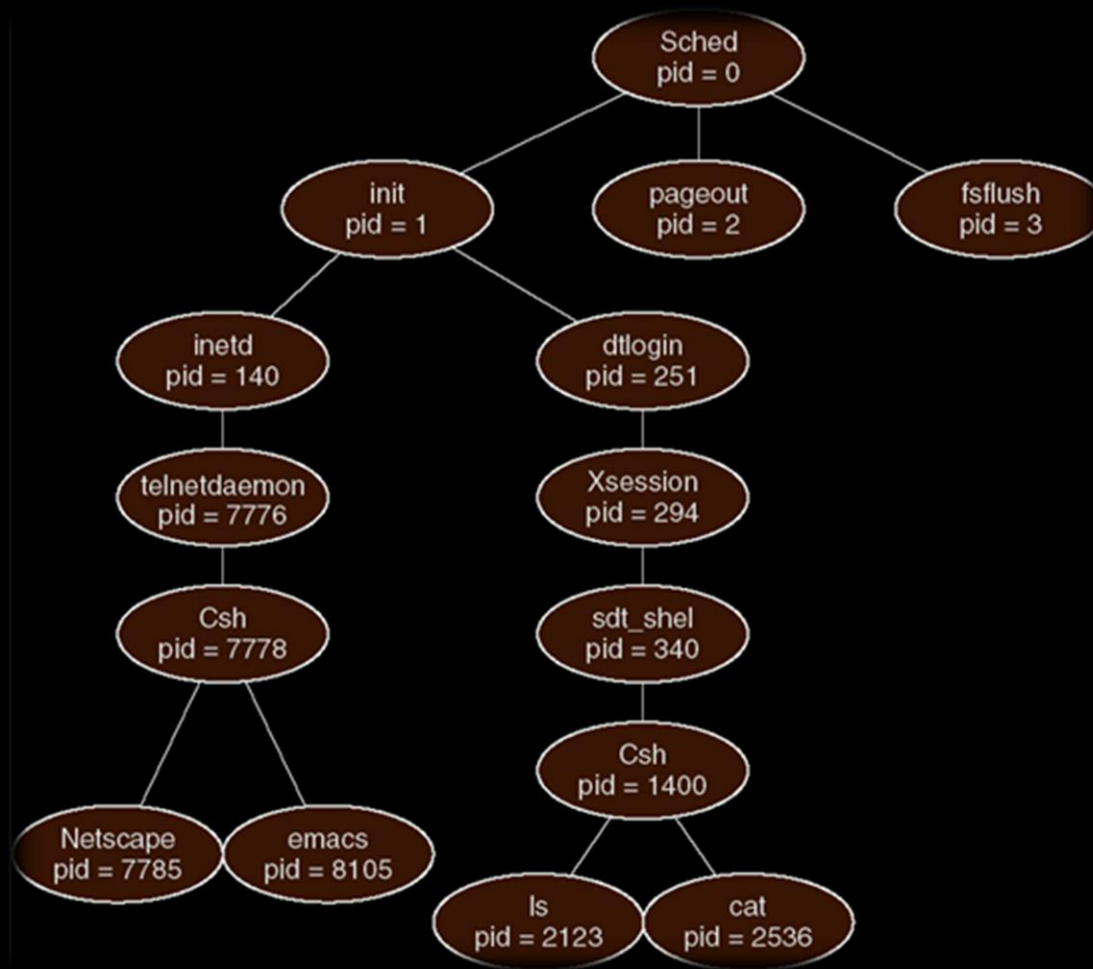 Sched
pid = 0
init
pid = 1
pageout
pid = 2
fsflush
pid = 3
inetd
pid = 140
dtlogin
pid = 251
telnetdaemon
pid = 7776
Xsession
pid = 294
Csh
pid = 7778
sdt_shel
pid = 340
Csh
pid = 1400
Netscape
pid = 7785
emacs
pid = 8105
ls
pid = 2123
cat
pid = 2536